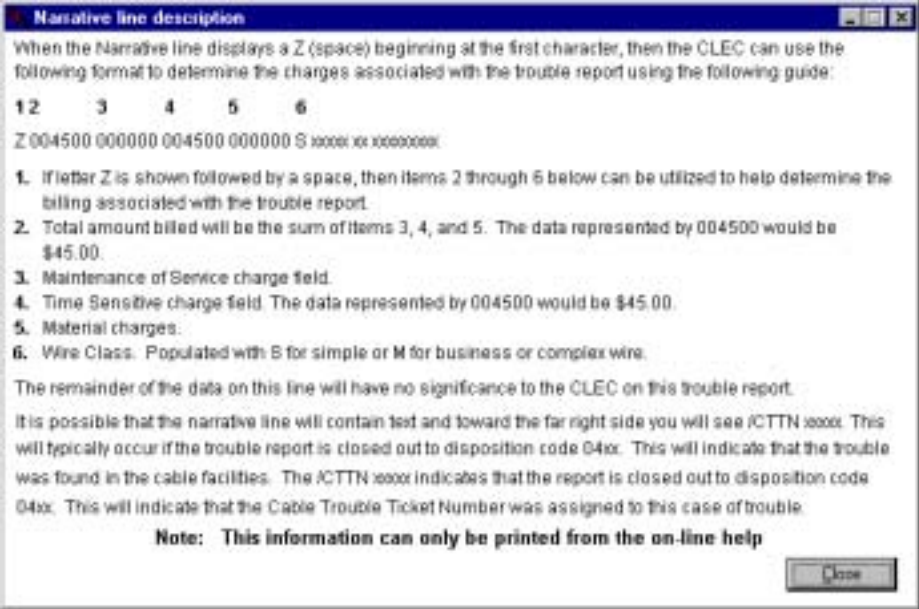 Narrative line description
When the Narrative line displays a Z (space) beginning at the first character, then the CLEC can use the
following format to determine the charges associated with the trouble report using the following guide:
1 2 3 4 5 6
Z 004500 000000 004500 000000 S xxxxx xx xxxxxxxxx
1. If letter Z is shown followed by a space, then items 2 through 6 below can be utilized to help determine the
billing associated with the trouble report.
2. Total amount billed will be the sum of items 3, 4, and 5. The data represented by 004500 would be
$45.00.
3. Maintenance of Service charge field.
4. Time Sensitive charge field. The data represented by 004500 would be $45.00.
5. Material charges.
6. Wire Class. Populated with S for simple or M for business or complex wire.
The remainder of the data on this line will have no significance to the CLEC on this trouble report.
It is possible that the narrative line will contain text and toward the far right side you will see /CTTN xxxxx. This
will typically occur if the trouble report is closed out to disposition code 04xx. This will indicate that the trouble
was found in the cable facilities. The /CTTN xxxxx indicates that the report is closed out to disposition code
04xx. This will indicate that the Cable Trouble Ticket Number was assigned to this case of trouble.
Note: This information can only be printed from the on-line help
Close